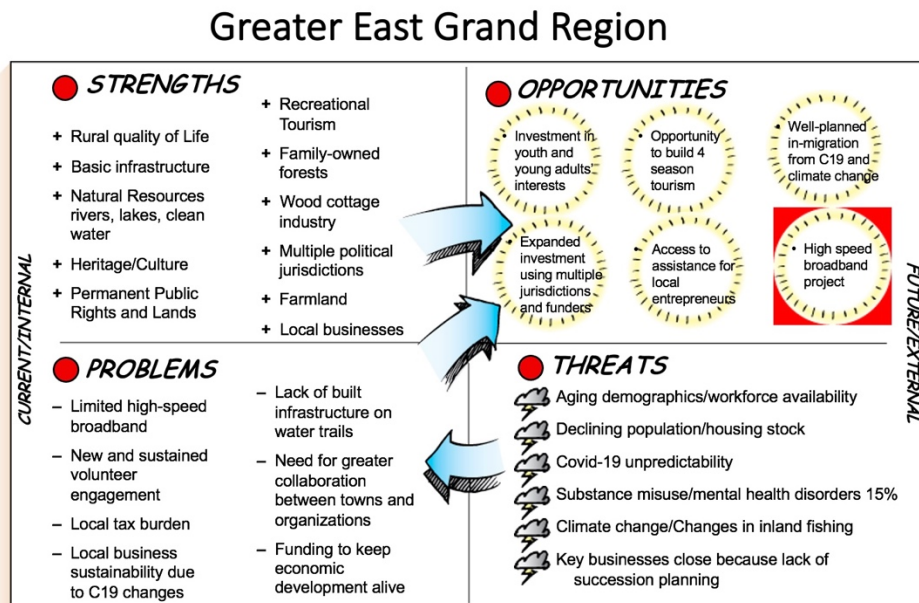 Greater East Grand Region
STRENGTHS
+ Rural quality of Life
+ Basic infrastructure
+ Natural Resources
rivers, lakes, clean
water
+ Heritage/Culture
+ Permanent Public
Rights and Lands
+ Recreational
Tourism
+ Family-owned
forests
+ Wood cottage
industry
+ Multiple political
jurisdictions
+ Farmland
+ Local businesses
OPPORTUNITIES
• Investment in
youth and
young adults'
interests
• Opportunity
to build 4
season
tourism
• Well-planned
in-migration
from C19 and
climate change
• Expanded
investment
using multiple
jurisdictions
and funders
• Access to
assistance for
local
entrepreneurs
• High speed
broadband
project
CURRENT/INTERNAL
FUTURE/EXTERNAL
PROBLEMS
– Limited high-speed
broadband
– New and sustained
volunteer
engagement
– Local tax burden
– Local business
sustainability due
to C19 changes
– Lack of built
infrastructure on
water trails
– Need for greater
collaboration
between towns and
organizations
– Funding to keep
economic
development alive
THREATS
Aging demographics/workforce availability
Declining population/housing stock
Covid-19 unpredictability
Substance misuse/mental health disorders 15%
Climate change/Changes in inland fishing
Key businesses close because lack of
succession planning